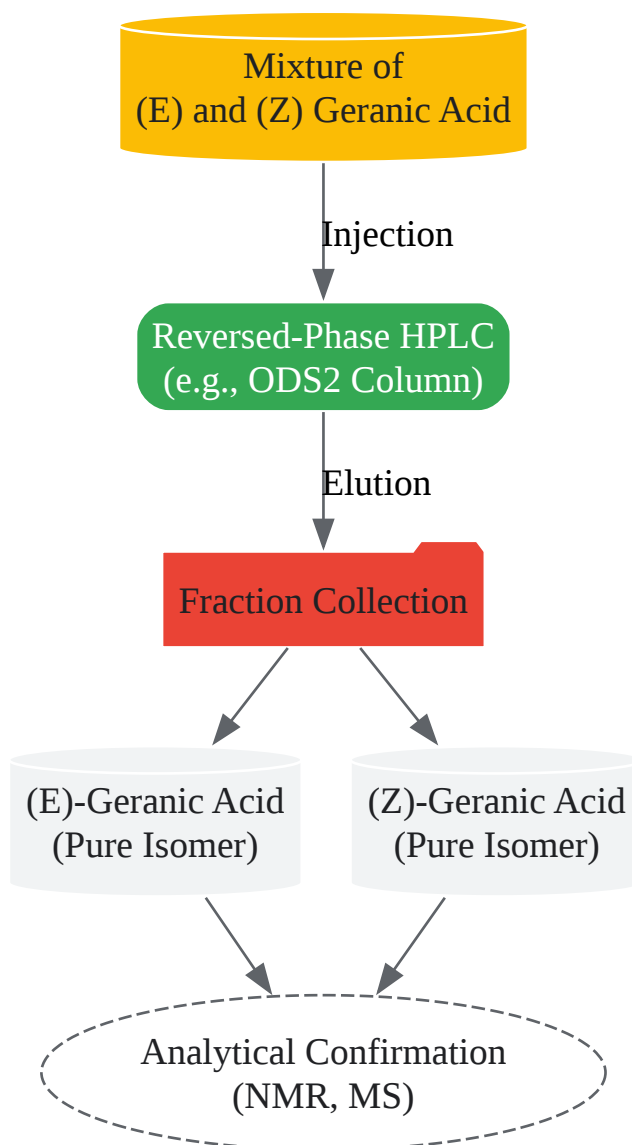 Mixture of
(E) and (Z) Geranic Acid
Injection
Reversed-Phase HPLC
(e.g., ODS2 Column)
Elution
Fraction Collection
(E)-Geranic Acid
(Pure Isomer)
(Z)-Geranic Acid
(Pure Isomer)
Analytical Confirmation
(NMR, MS)